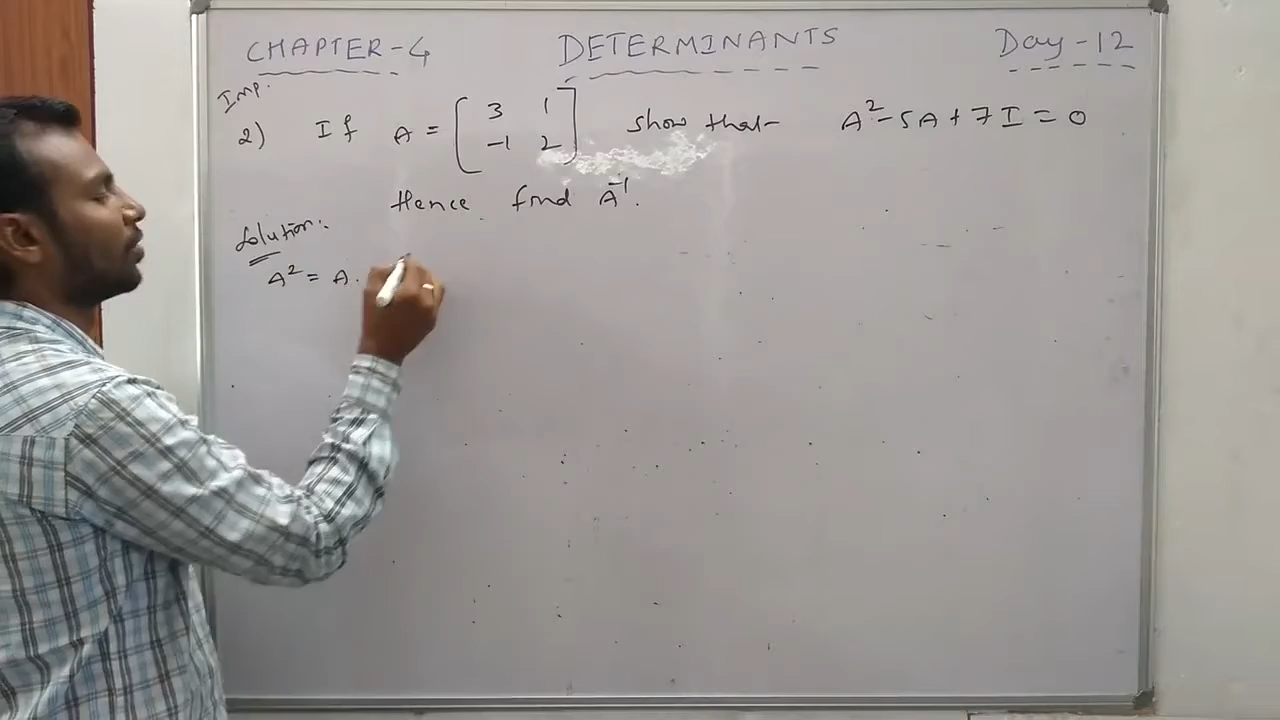 CHAPTER-4 DETERMINANTS Day-12
Imp.
2) If A = [3 1
-1 2] show that A²-5A+7I=0
Hence find A⁻¹.
Solution:
A² = A.